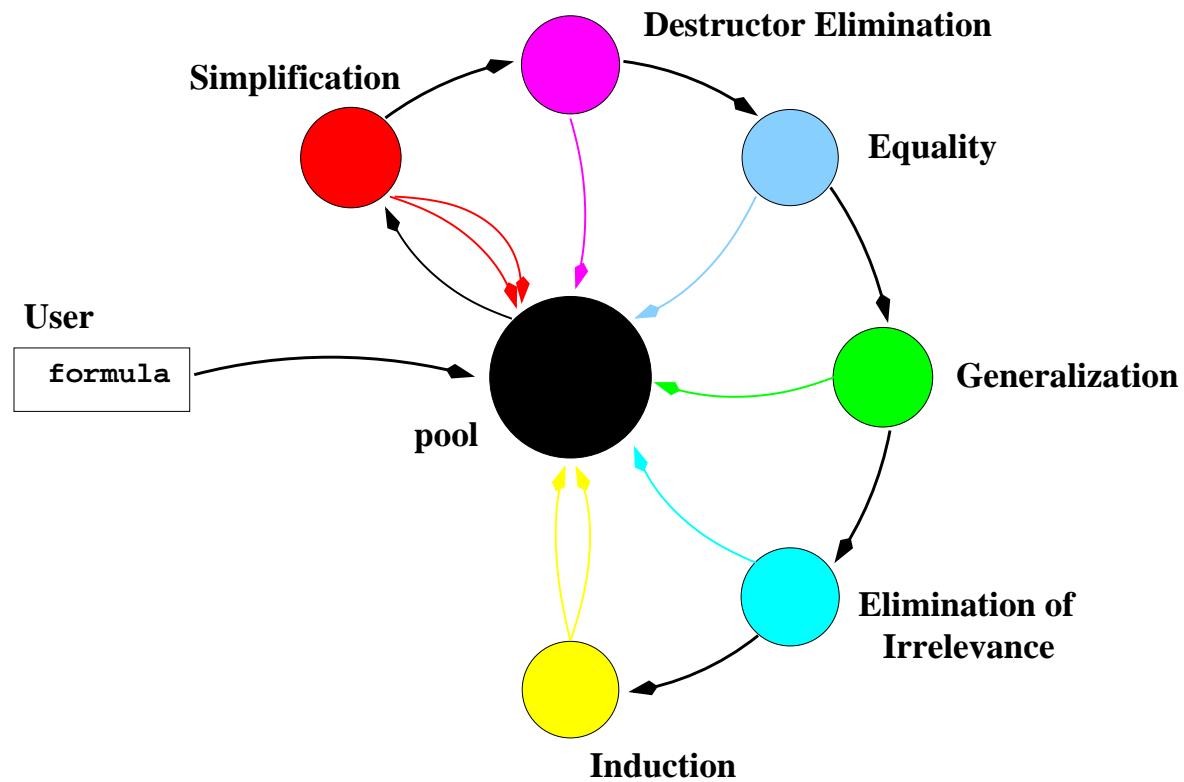 Destructor Elimination
Simplification
Equality
User
formula
Generalization
pool
Elimination of
Irrelevance
Induction